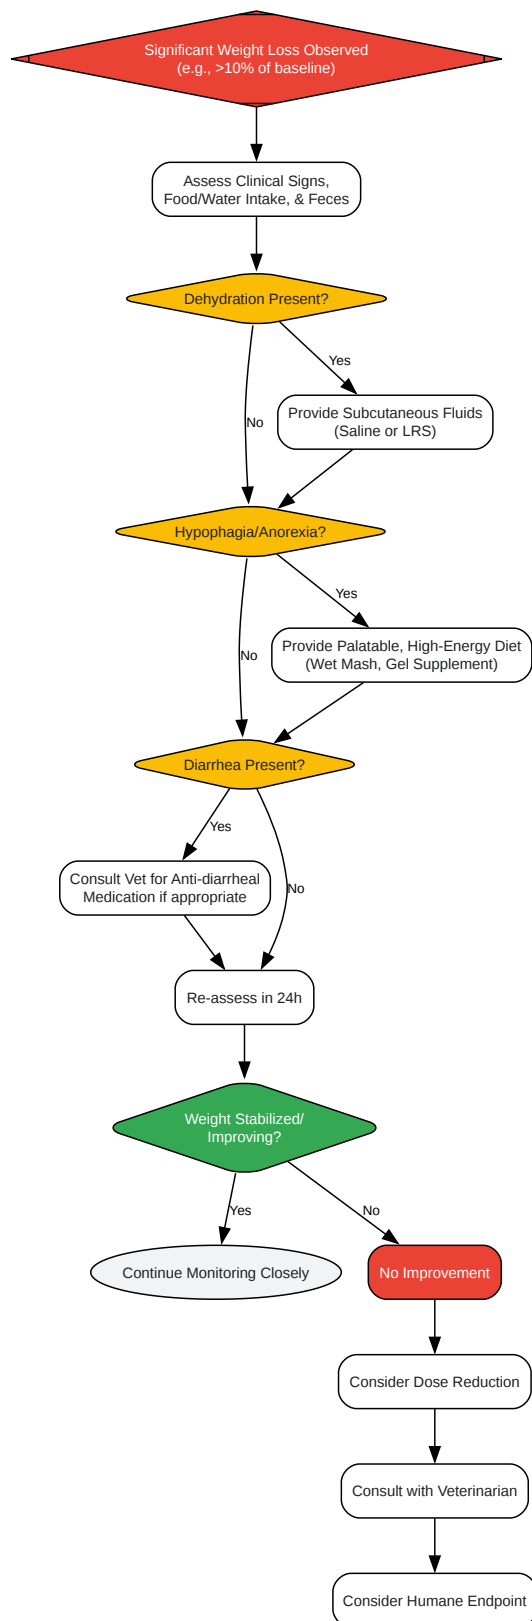 Significant Weight Loss Observed
(e.g., >10% of baseline)
Assess Clinical Signs,
Food/Water Intake, & Feces
Dehydration Present?
Yes
Provide Subcutaneous Fluids
(Saline or LRS)
No
Hypophagia/Anorexia?
Yes
Provide Palatable, High-Energy Diet
(Wet Mash, Gel Supplement)
No
Diarrhea Present?
Yes
Consult Vet for Anti-diarrheal
Medication if appropriate
No
Re-assess in 24h
Weight Stabilized/
Improving?
Yes
No
Continue Monitoring Closely
No Improvement
Consider Dose Reduction
Consult with Veterinarian
Consider Humane Endpoint